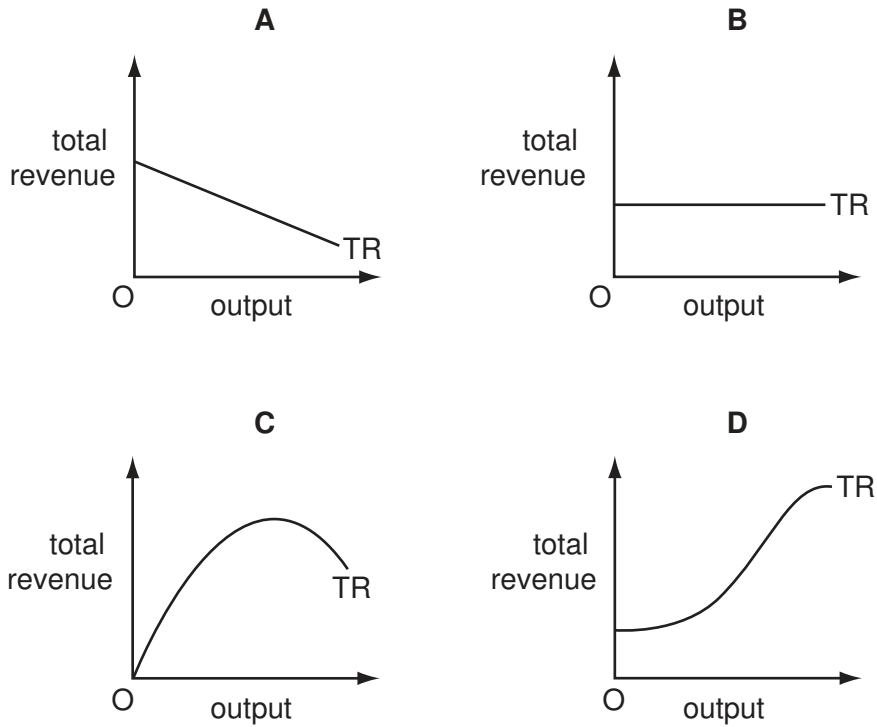 A
total
revenue
TR
O
output
B
total
revenue
TR
O
output
C
total
revenue
TR
O
output
D
total
revenue
TR
O
output